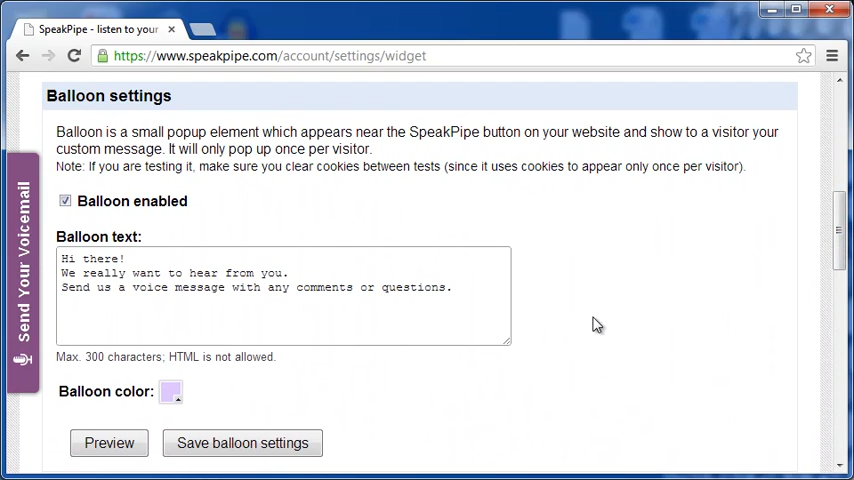 SpeakPipe - listen to your
https://www.speakpipe.com/account/settings/widget
Balloon settings
Balloon is a small popup element which appears near the SpeakPipe button on your website and show to a visitor your
custom message. It will only pop up once per visitor.
Note: If you are testing it, make sure you clear cookies between tests (since it uses cookies to appear only once per visitor).
Send Your Voicemail
Balloon enabled
Balloon text:
Hi there!
We really want to hear from you.
Send us a voice message with any comments or questions.
Max. 300 characters; HTML is not allowed.
Balloon color:
Preview
Save balloon settings